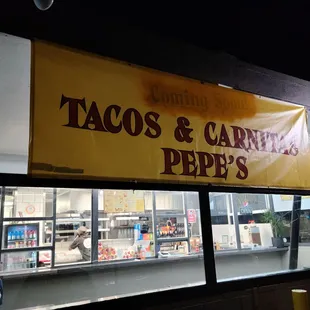 Coming Soon
TACOS & CARNITAS
PEPE'S